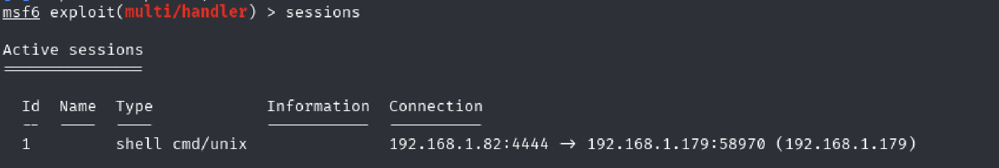 msf6 exploit(multi/handler) > sessions
Active sessions
===============
Id Name Type Information Connection
-- ---- ---- ----------- ----------
1 shell cmd/unix 192.168.1.82:4444 -> 192.168.1.179:58970 (192.168.1.179)